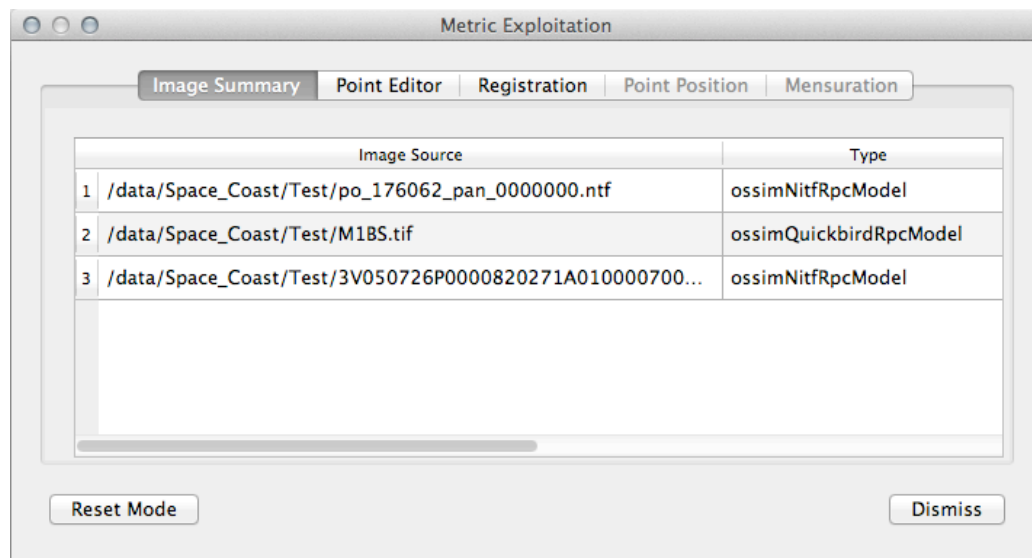 Metric Exploitation
Image Summary Point Editor Registration Point Position Mensuration
Image Source Type
1 /data/Space_Coast/Test/po_176062_pan_0000000.ntf ossimNitfRpcModel
2 /data/Space_Coast/Test/M1BS.tif ossimQuickbirdRpcModel
3 /data/Space_Coast/Test/3V050726P0000820271A010000700... ossimNitfRpcModel
Reset Mode Dismiss